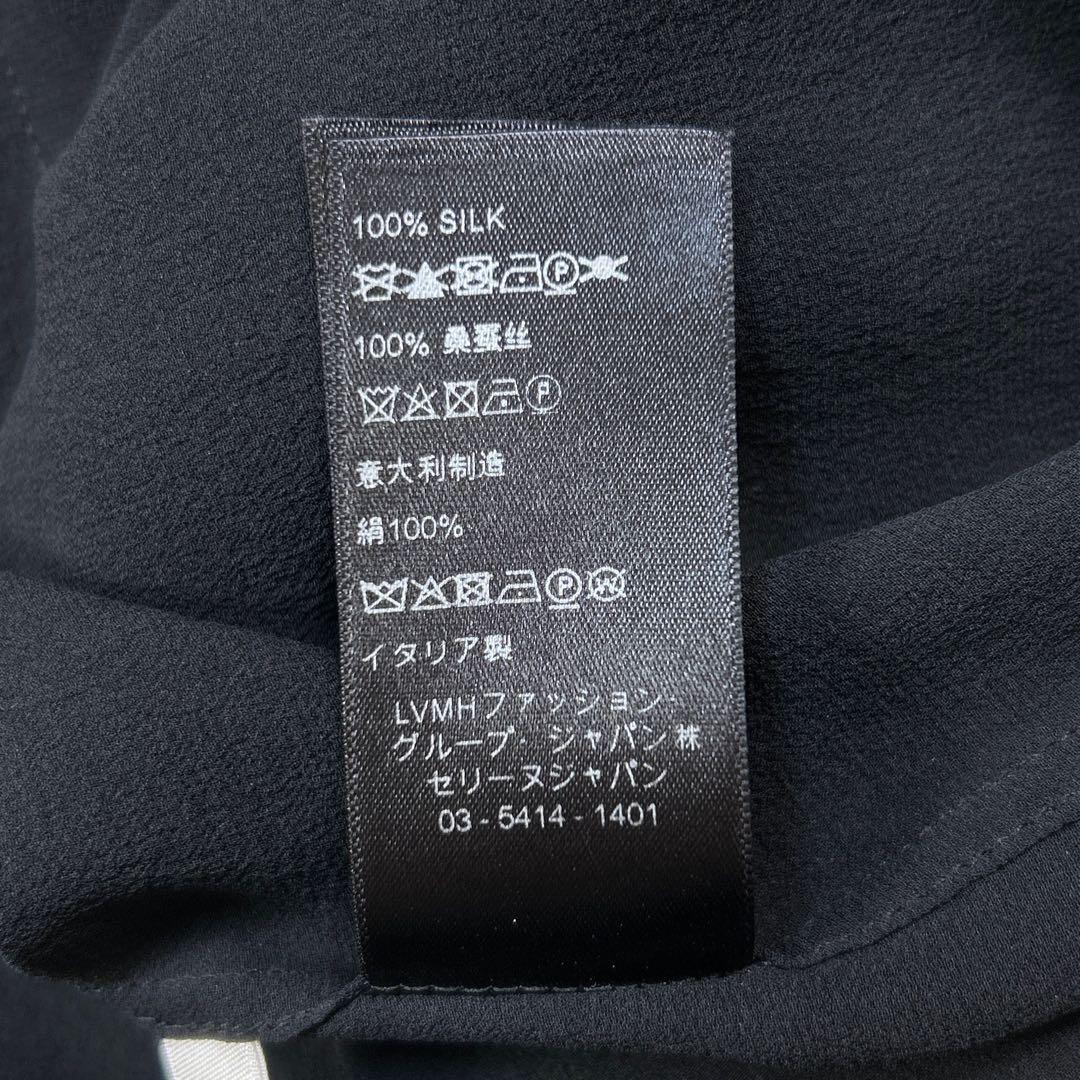 100% SILK
100% 桑蚕丝
意大利制造
絹100%
イタリア製
LVMHファッション・
グループ・ジャパン株
セリーヌジャパン
03-5414-1401